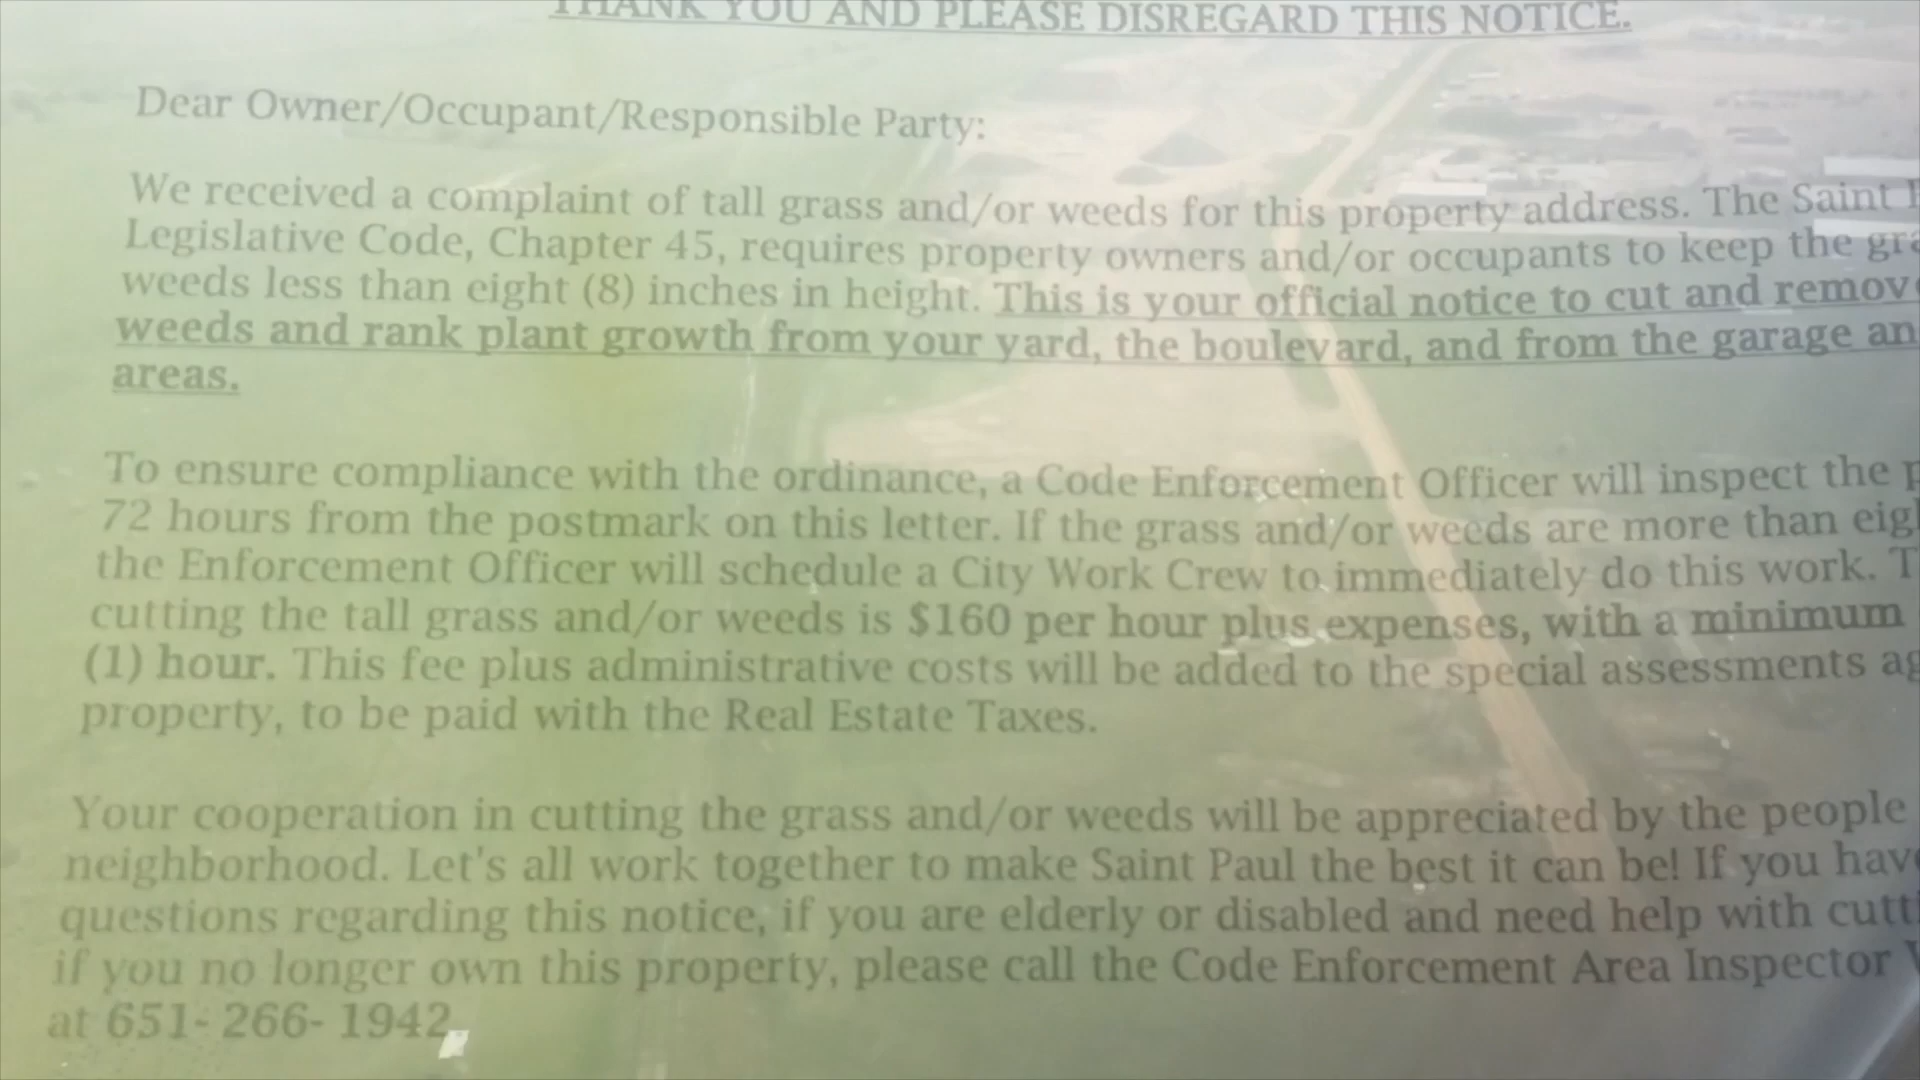 THANK YOU AND PLEASE DISREGARD THIS NOTICE.
Dear Owner/Occupant/Responsible Party:
We received a complaint of tall grass and/or weeds for this property address. The Saint
Legislative Code, Chapter 45, requires property owners and/or occupants to keep the
weeds less than eight (8) inches in height. This is your official notice to cut and
weeds and rank plant growth from your yard, the boulevard, and from the garage
areas.
To ensure compliance with the ordinance, a Code Enforcement Officer will inspect the
72 hours from the postmark on this letter. If the grass and/or weeds are more than
the Enforcement Officer will schedule a City Work Crew to immediately do this work.
cutting the tall grass and/or weeds is $160 per hour plus expenses, with a minimum
(1) hour. This fee plus administrative costs will be added to the special assessments
property, to be paid with the Real Estate Taxes.
Your cooperation in cutting the grass and/or weeds will be appreciated by the people
neighborhood. Let's all work together to make Saint Paul the best it can be! If you
questions regarding this notice, if you are elderly or disabled and need help with
if you no longer own this property, please call the Code Enforcement Area Inspector
at 651- 266- 1942.